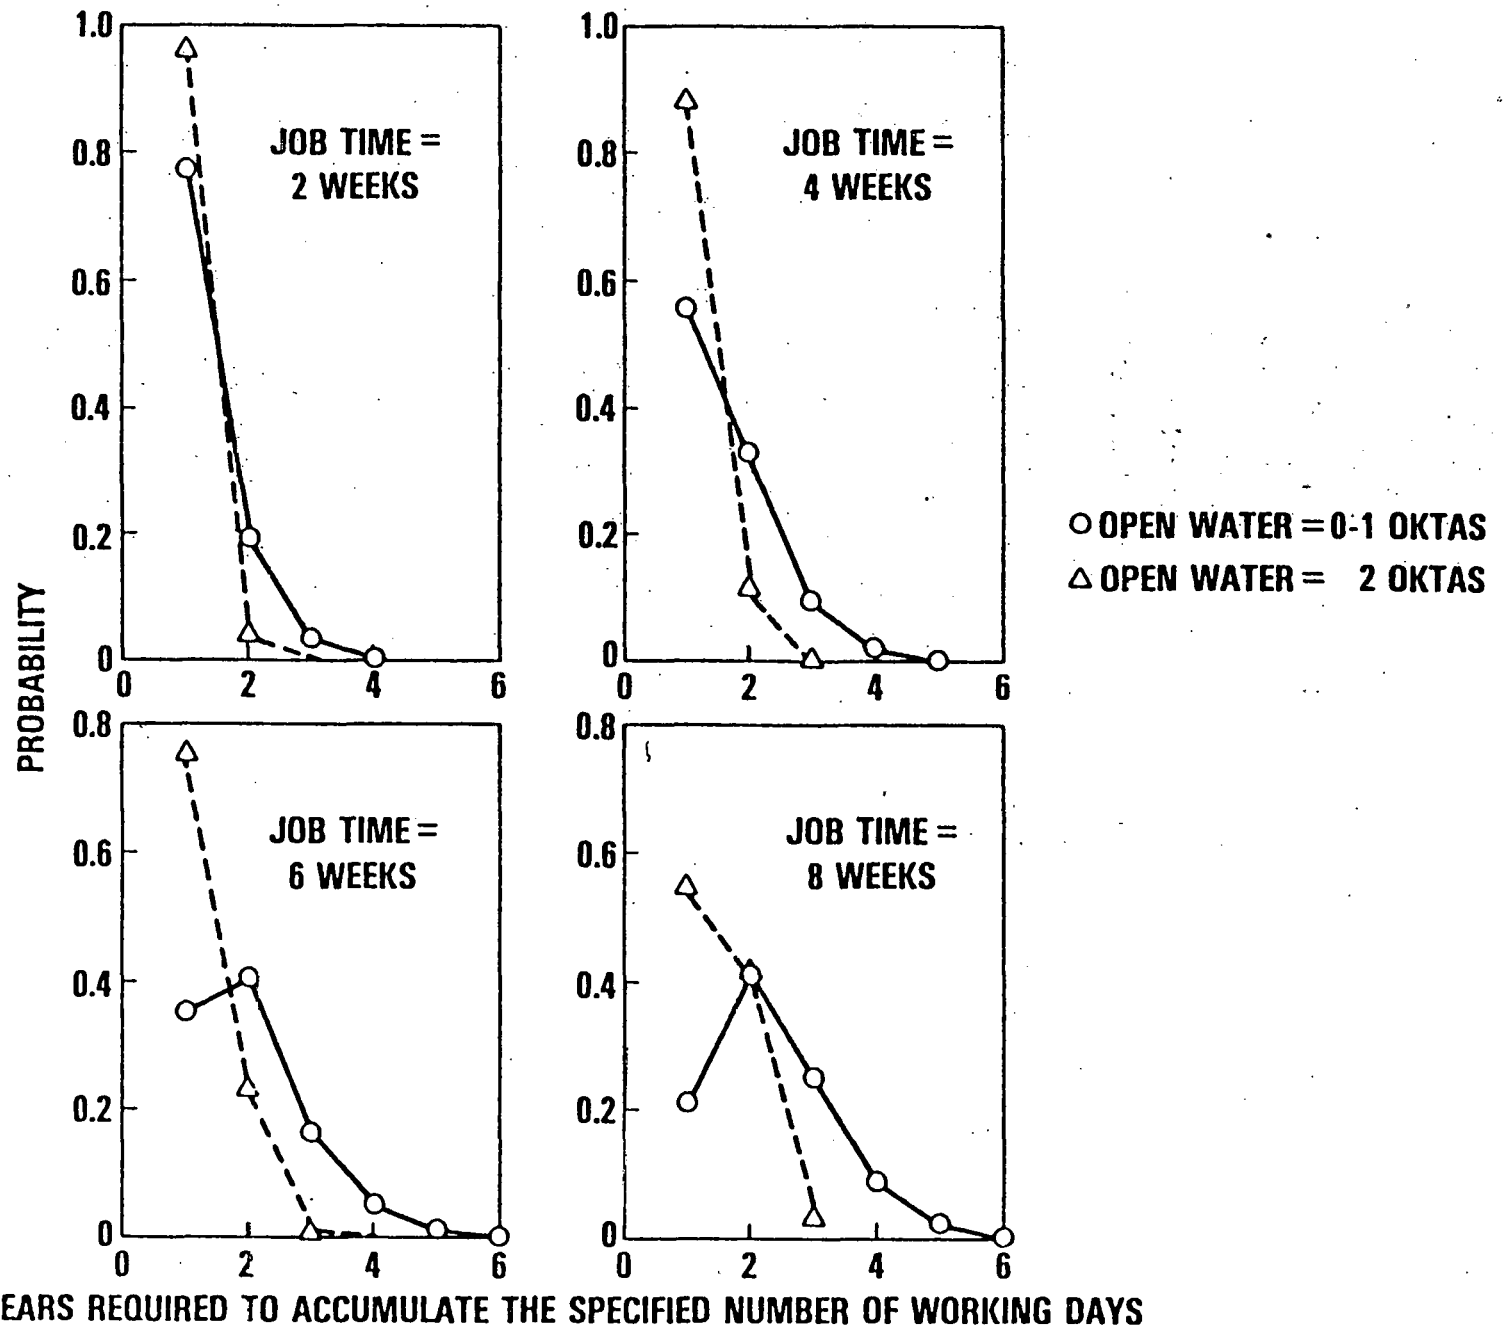 1.0
0.8
0.6
0.4
0.2
0
0 2 4 6
JOB TIME =
2 WEEKS
1.0
0.8
0.6
0.4
0.2
0
0 2 4 6
JOB TIME =
4 WEEKS
OPEN WATER = 0-1 OKTAS
OPEN WATER = 2 OKTAS
PROBABILITY
0.8
0.6
0.4
0.2
0
0 2 4 6
JOB TIME =
6 WEEKS
0.8
0.6
0.4
0.2
0
0 2 4 6
JOB TIME =
8 WEEKS
EARS REQUIRED TO ACCUMULATE THE SPECIFIED NUMBER OF WORKING DAYS